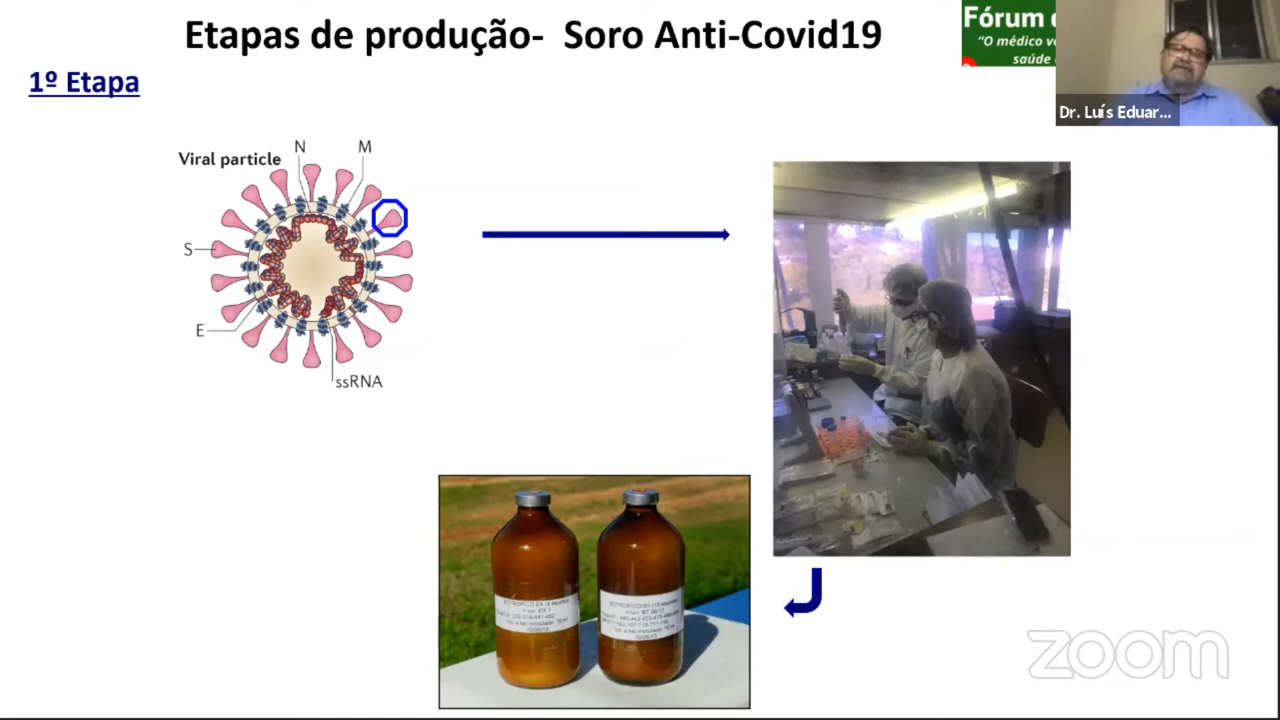 Etapas de produção- Soro Anti-Covid19
1º Etapa
Fórum
“O médico
saúde
Dr. Luís Eduar...
Viral particle
N
M
S
E
ssRNA
zoom